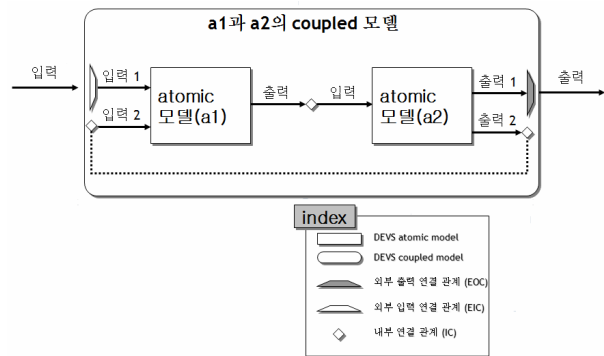 a1과 a2의 coupled 모델
입력
입력 1
입력 2
atomic
모델(a1)
출력
입력
atomic
모델(a2)
출력 1
출력 2
출력
index
DEVS atomic model
DEVS coupled model
외부 출력 연결 관계 (EOC)
외부 입력 연결 관계 (EIC)
내부 연결 관계 (IC)